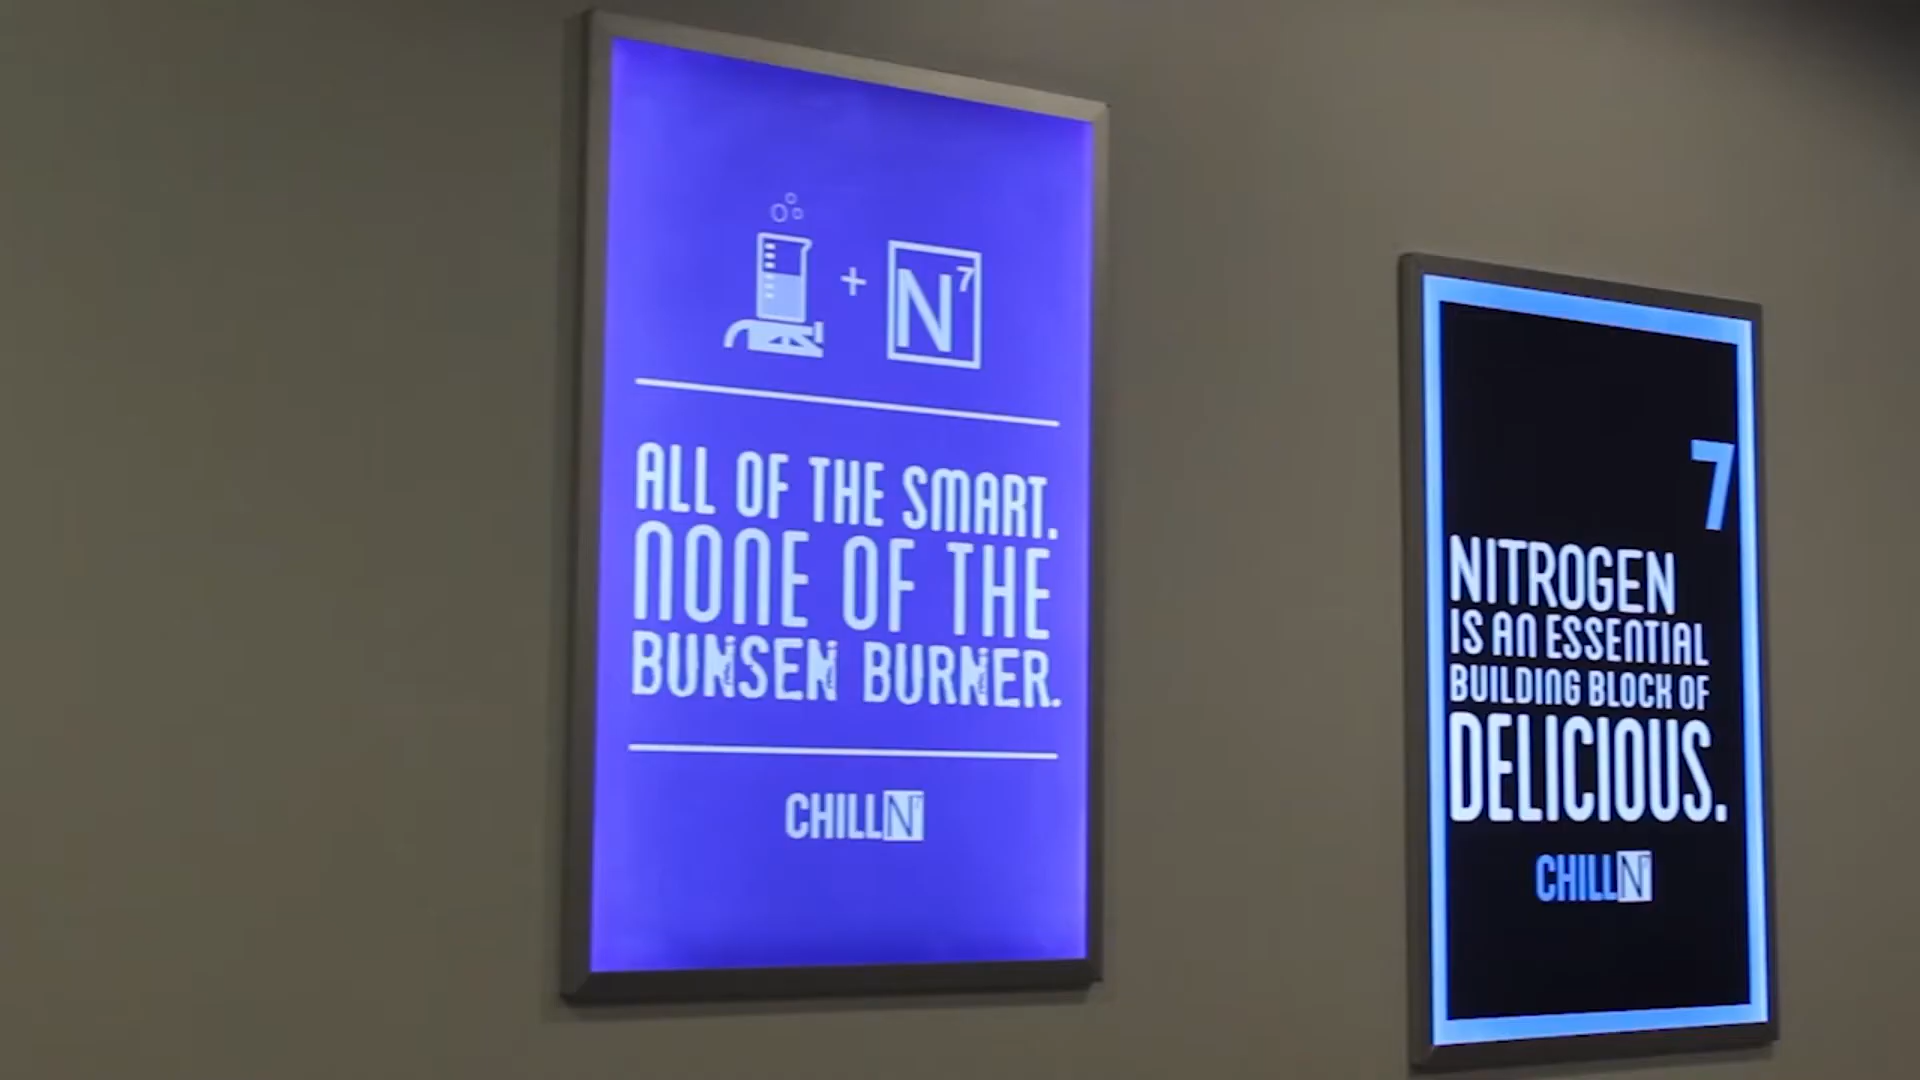 + N7
ALL OF THE SMART.
NONE OF THE
BUNSEN BURNER.
CHILLN7
7
NITROGEN
IS AN ESSENTIAL
BUILDING BLOCK OF
DELICIOUS.
CHILLN7